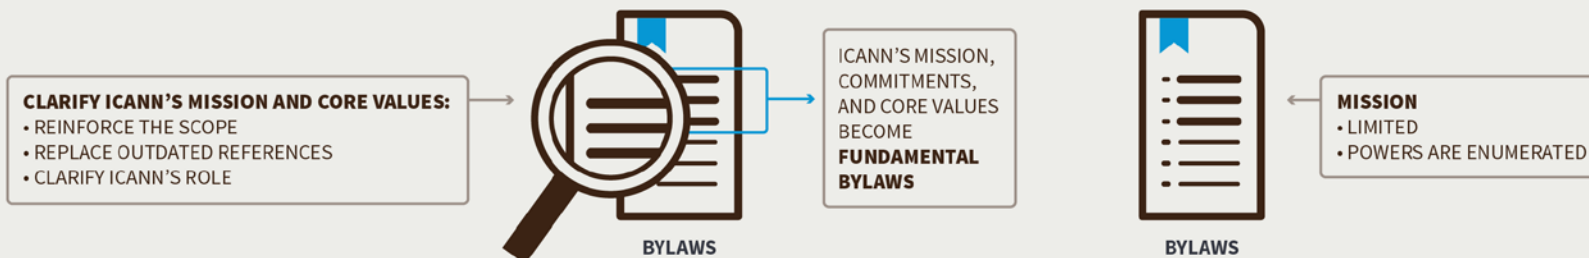 CLARIFY ICANN'S MISSION AND CORE VALUES:
• REINFORCE THE SCOPE
• REPLACE OUTDATED REFERENCES
• CLARIFY ICANN'S ROLE
BYLAWS
ICANN'S MISSION,
COMMITMENTS,
AND CORE VALUES
BECOME
FUNDAMENTAL
BYLAWS
BYLAWS
MISSION
• LIMITED
• POWERS ARE ENUMERATED